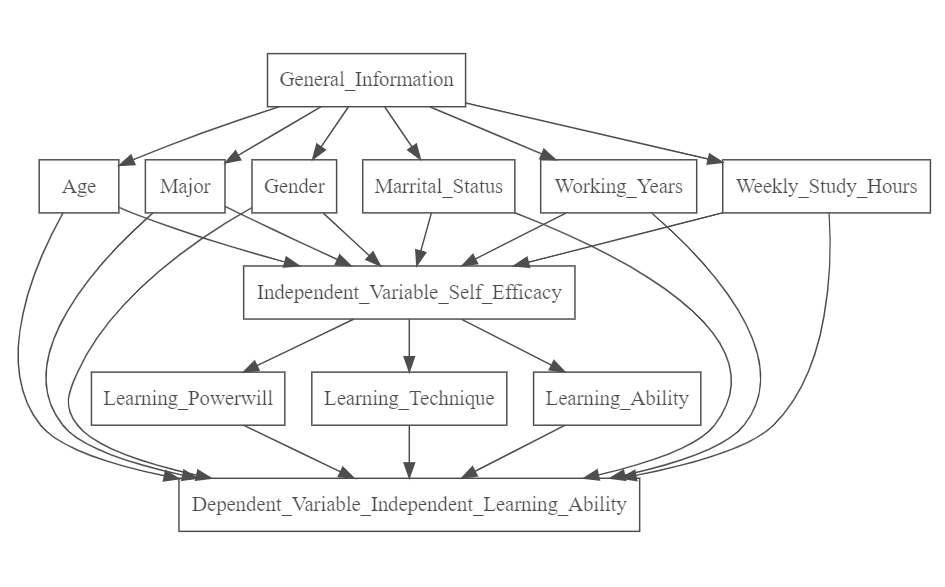 General_Information
Age
Major
Gender
Marrital_Status
Working_Years
Weekly_Study_Hours
Independent_Variable_Self_Efficacy
Learning_Powerwill
Learning_Technique
Learning_Ability
Dependent_Variable_Independent_Learning_Ability